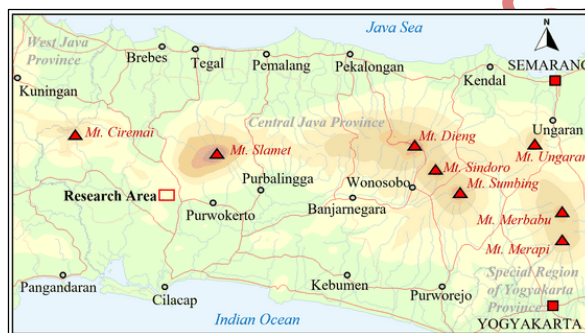 Java Sea
West Java
Province
Brebes
Tegal
Pemalang
Pekalongan
Kendal
SEMARANG
Kuningan
N
Ungaran
Mt. Ciremai
Central Java Province
Mt. Dieng
Mt. Ungaran
Mt. Slamet
Mt. Sindoro
Purbalingga
Wonosobo
Mt. Sumbing
Research Area
Purwokerto
Banjarnegara
Mt. Merbabu
Mt. Merapi
Pangandaran
Cilacap
Kebumen
Purworejo
Special Region
of Yogyakarta
Province
Indian Ocean
YOGYAKARTA